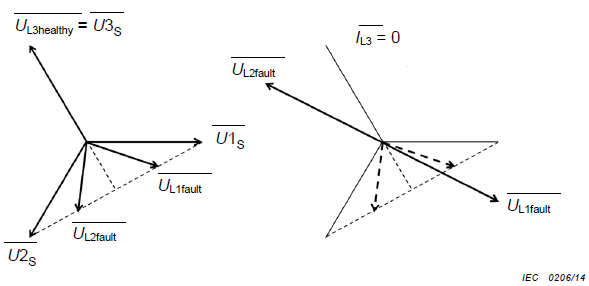 U_L3healthy = U3_S
I_L3 = 0
U_L2fault
U1_S
U_L1fault
U_L1fault
U_L2fault
U2_S
IEC 0206/14